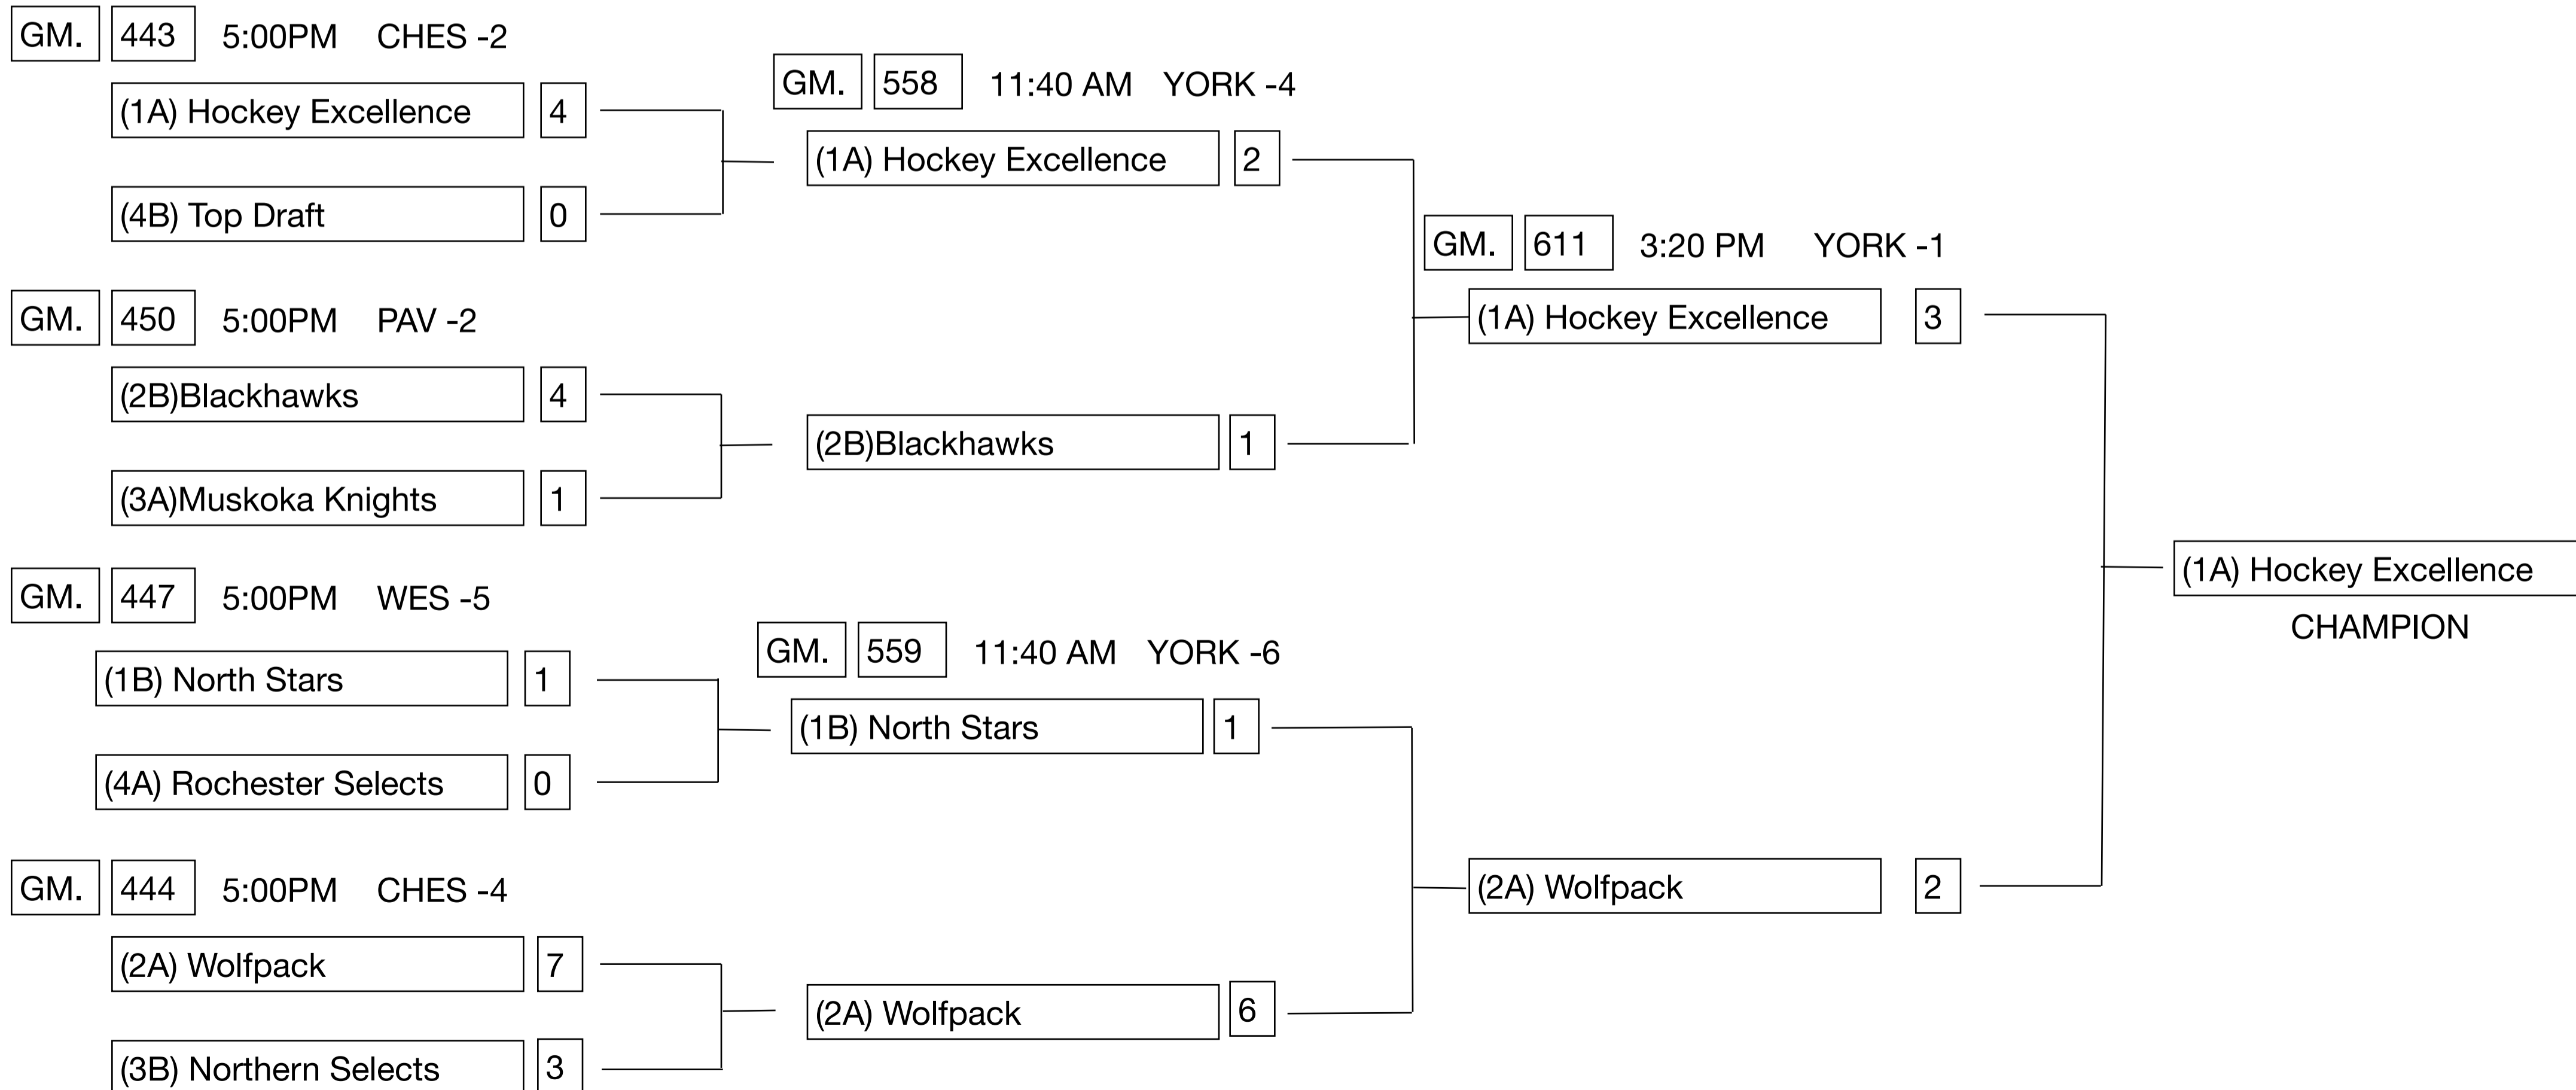 GM. 443 5:00PM CHES -2
(1A) Hockey Excellence 4
(4B) Top Draft 0
GM. 450 5:00PM PAV -2
(2B)Blackhawks 4
(3A)Muskoka Knights 1
GM. 447 5:00PM WES -5
(1B) North Stars 1
(4A) Rochester Selects 0
GM. 444 5:00PM CHES -4
(2A) Wolfpack 7
(3B) Northern Selects 3
GM. 558 11:40 AM YORK -4
(1A) Hockey Excellence 2
(2B)Blackhawks 1
GM. 559 11:40 AM YORK -6
(1B) North Stars 1
(2A) Wolfpack 6
GM. 611 3:20 PM YORK -1
(1A) Hockey Excellence 3
(2A) Wolfpack 2
(1A) Hockey Excellence
CHAMPION